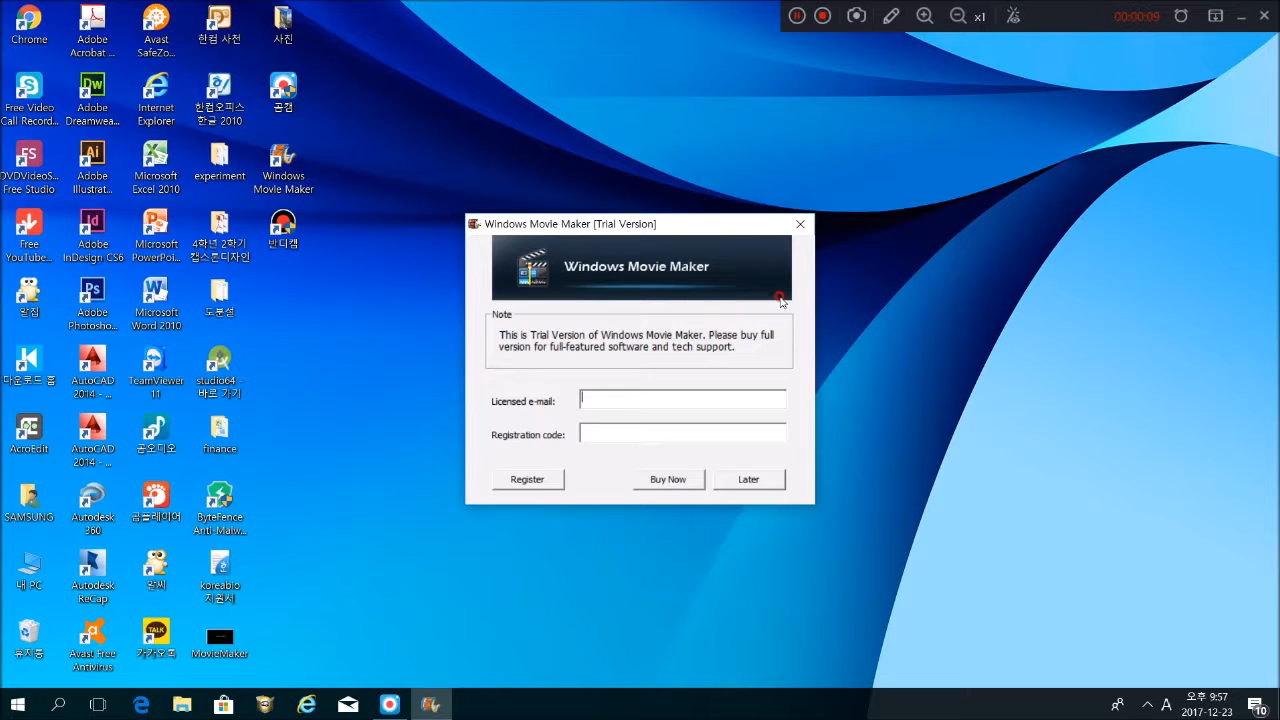 x1
00:00:09
Chrome
Adobe
Acrobat ...
Avast
SafeZo...
한컴 사전
사진
Free Video
Call Record...
Adobe
Dreamwea...
Internet
Explorer
한컴오피스
한글 2010
곰캠
DVDVideoS...
Free Studio
Adobe
Illustrat...
Microsoft
Excel 2010
experiment
Windows
Movie Maker
Free
YouTube...
Adobe
InDesign CS6
Microsoft
PowerPoi...
4학년 2학기
캡스톤디자인
반디캠
알집
Adobe
Photosho...
Microsoft
Word 2010
도분설
다운로드 홈
AutoCAD
2014 - ...
TeamViewer
11
studio64 -
바로 가기
AcroEdit
AutoCAD
2014 - ...
곰오디오
finance
SAMSUNG
Autodesk
360
곰플레이어
ByteFence
Anti-Malw...
내 PC
Autodesk
ReCap
알씨
koreabio
지원서
휴지통
Avast Free
Antivirus
TALK
카카오톡
MovieMaker
Windows Movie Maker [Trial Version]
Windows Movie Maker
Note
This is Trial Version of Windows Movie Maker. Please buy full
version for full-featured software and tech support.
Licensed e-mail:
Registration code:
Register
Buy Now
Later
A
오후 9:57
2017-12-23
10